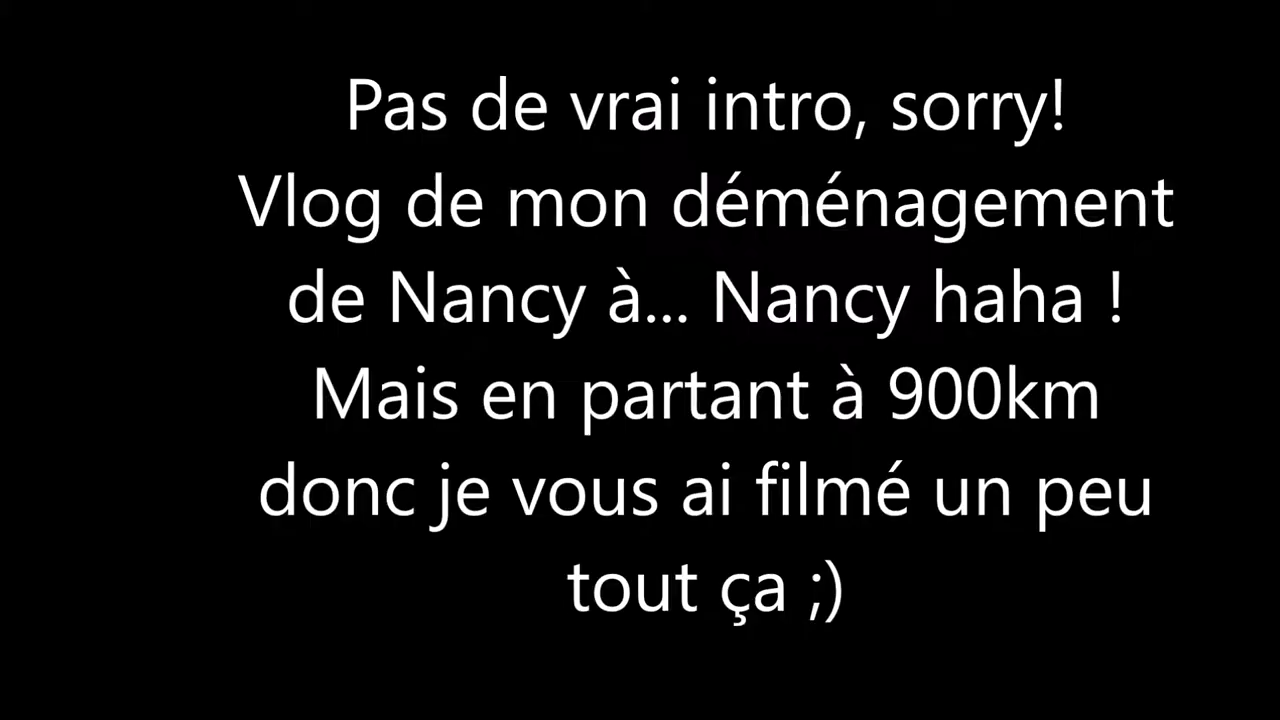 Pas de vrai intro, sorry!
Vlog de mon déménagement
de Nancy à... Nancy haha !
Mais en partant à 900km
donc je vous ai filmé un peu
tout ça ;)